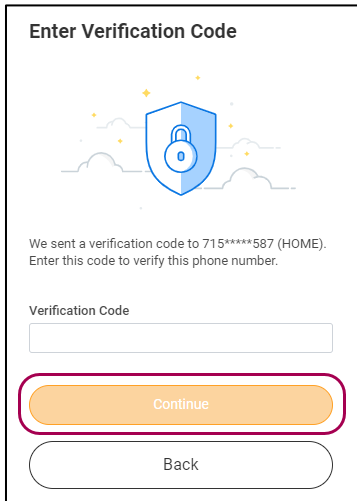 Enter Verification Code
We sent a verification code to 715*****587 (HOME).
Enter this code to verify this phone number.
Verification Code
Continue
Back